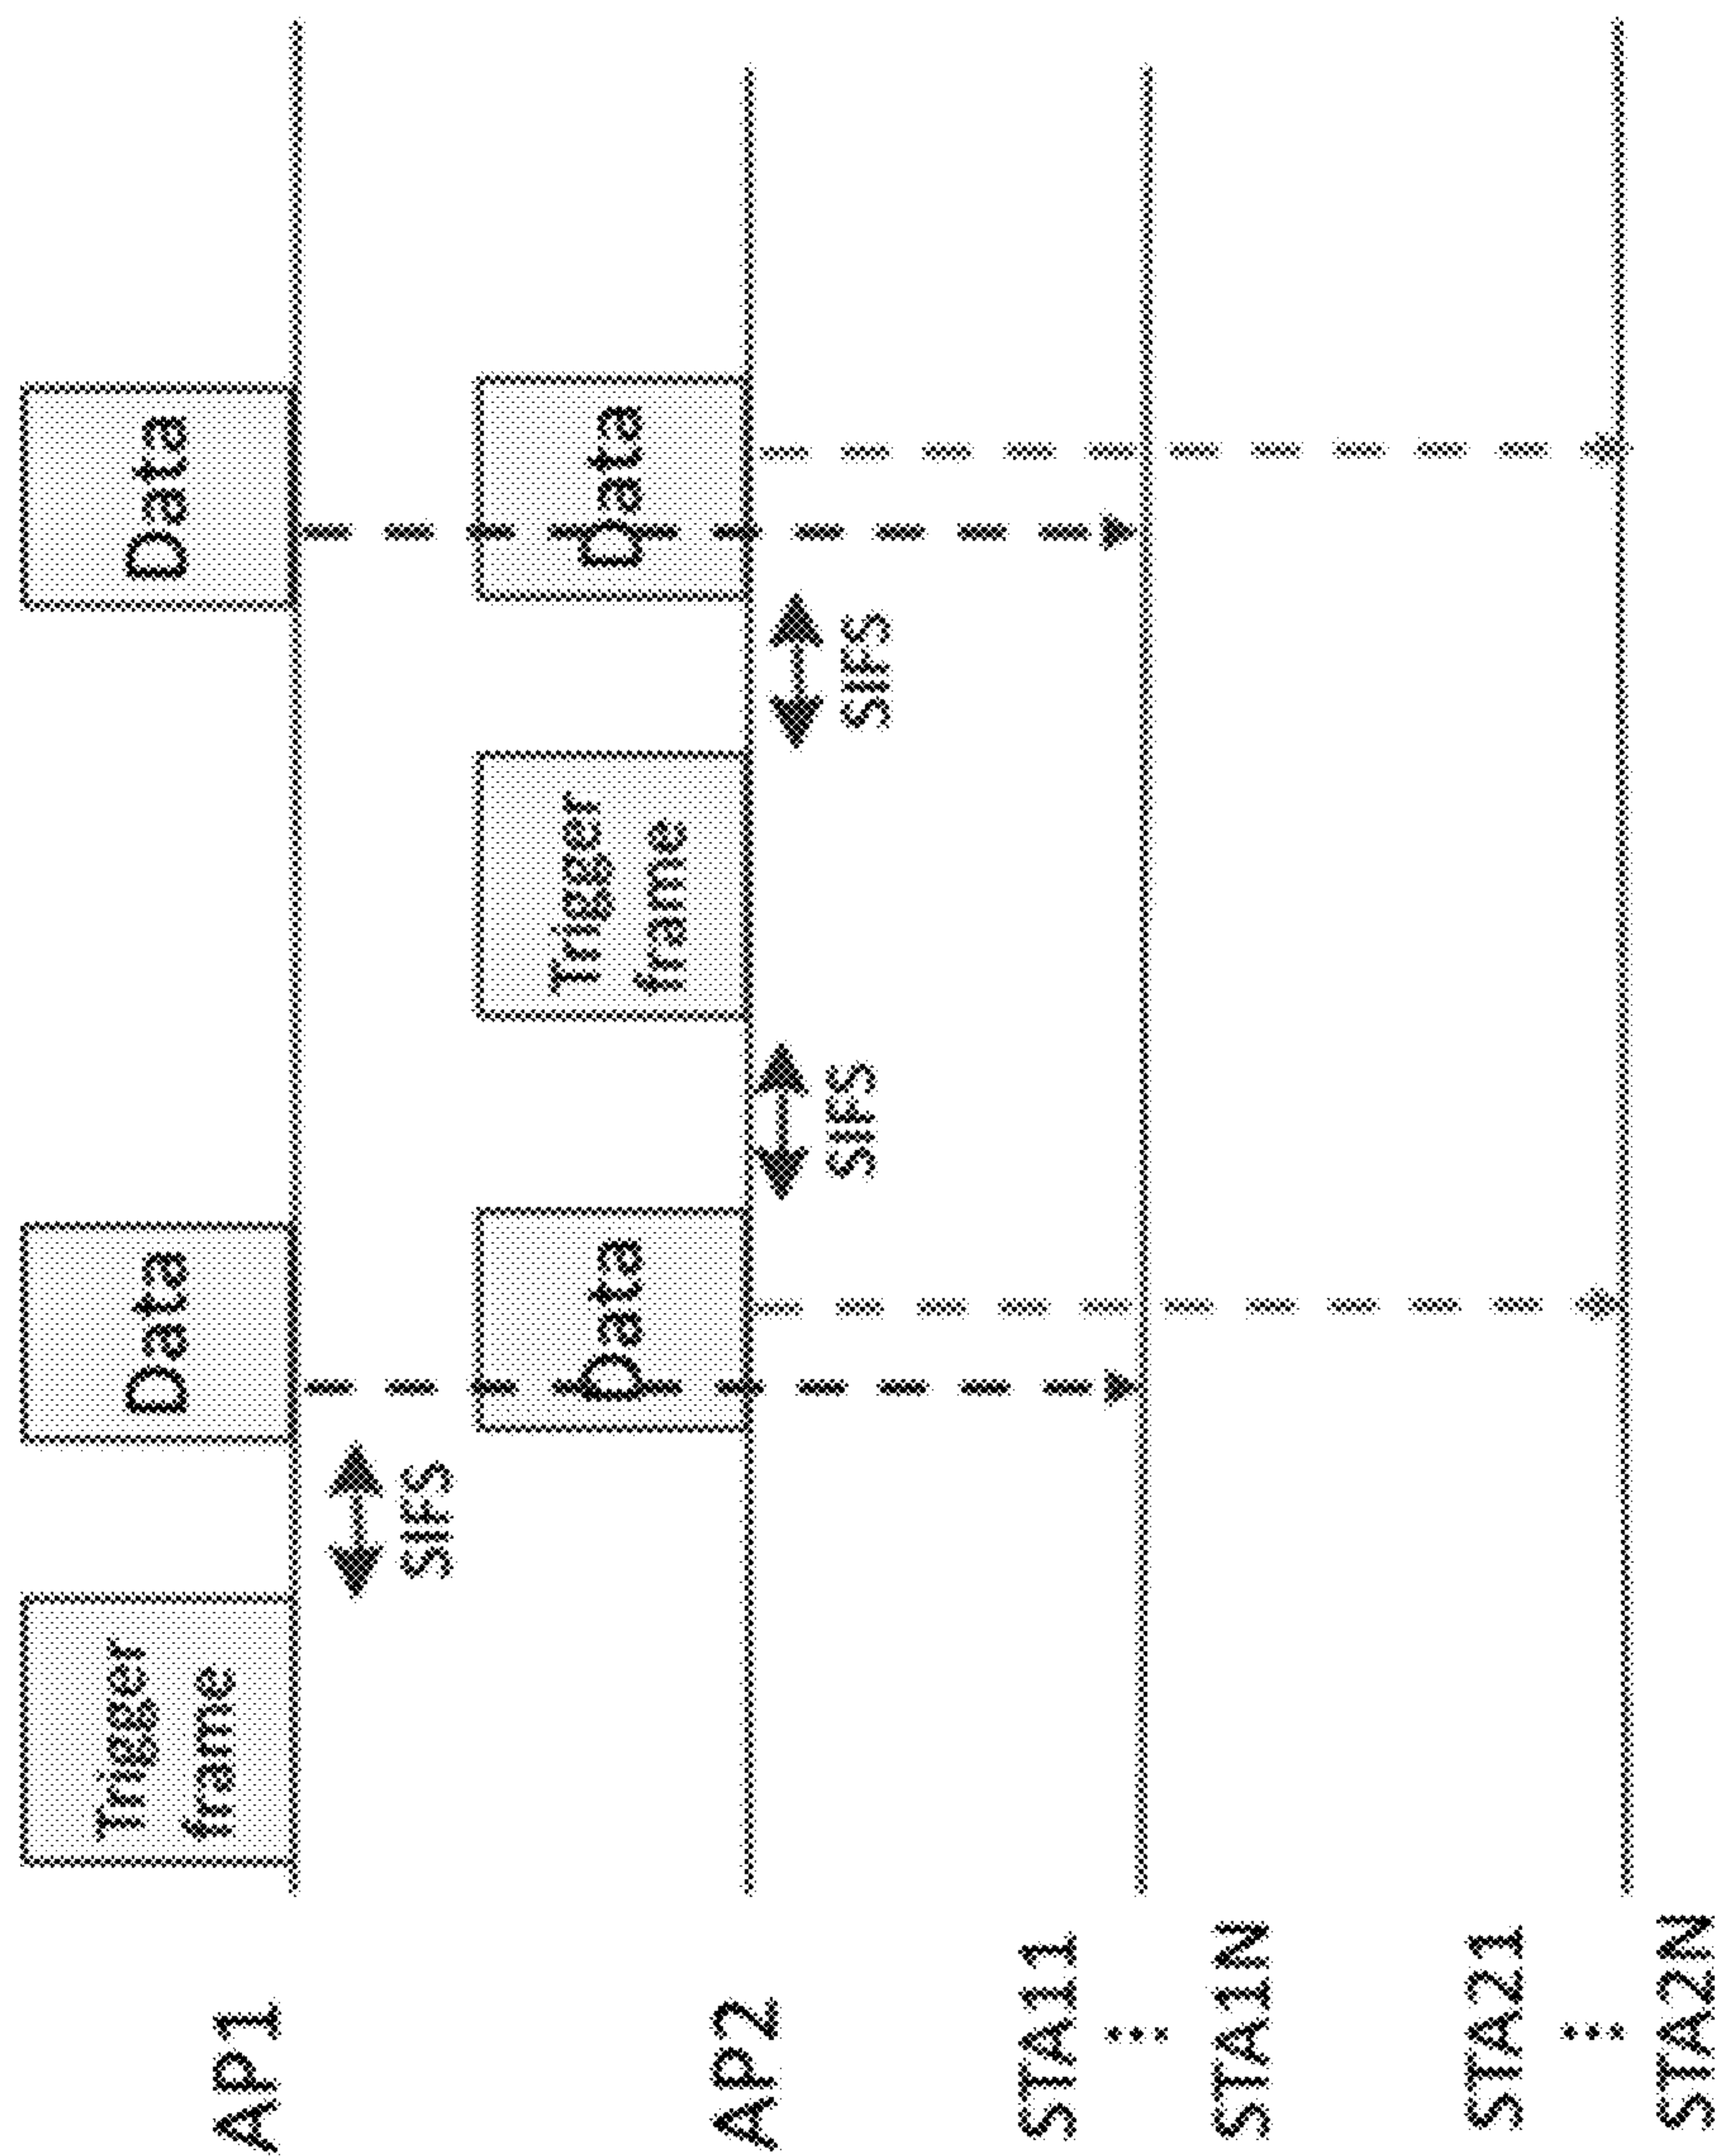 AP1
Trigger
frame
SIFS
Data
Data
AP2
Data
SIFS
Trigger
frame
SIFS
Data
STA11
⋮
STA1N
STA21
⋮
STA2N